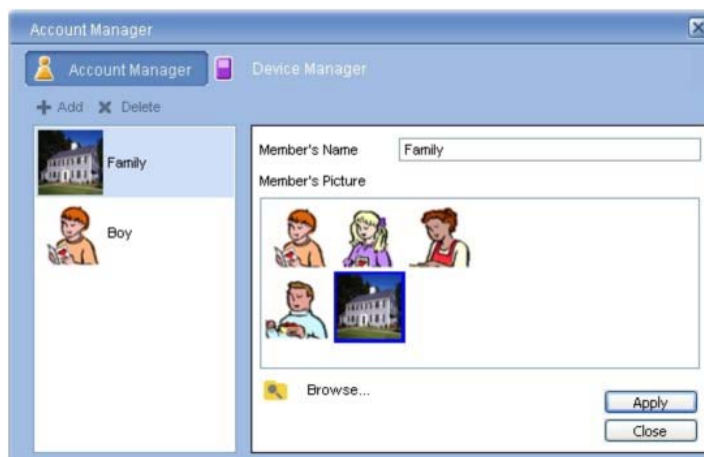 Account Manager
Account Manager Device Manager
Add Delete
Family
Boy
Member's Name Family
Member's Picture
Browse...
Apply
Close